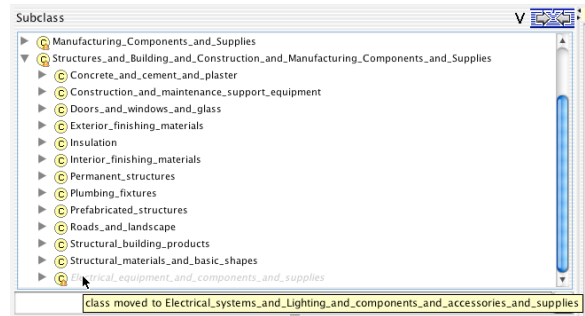 Subclass
V
Manufacturing_Components_and_Supplies
Structures_and_Building_and_Construction_and_Manufacturing_Components_and_Supplies
C Concrete_and_cement_and_plaster
C Construction_and_maintenance_support_equipment
C Doors_and_windows_and_glass
C Exterior_finishing_materials
C Insulation
C Interior_finishing_materials
C Permanent_structures
C Plumbing_fixtures
C Prefabricated_structures
C Roads_and_landscape
C Structural_building_products
C Structural_materials_and_basic_shapes
Electrical_equipment_and_components_and_supplies
class moved to Electrical_systems_and_Lighting_and_components_and_accessories_and_supplies